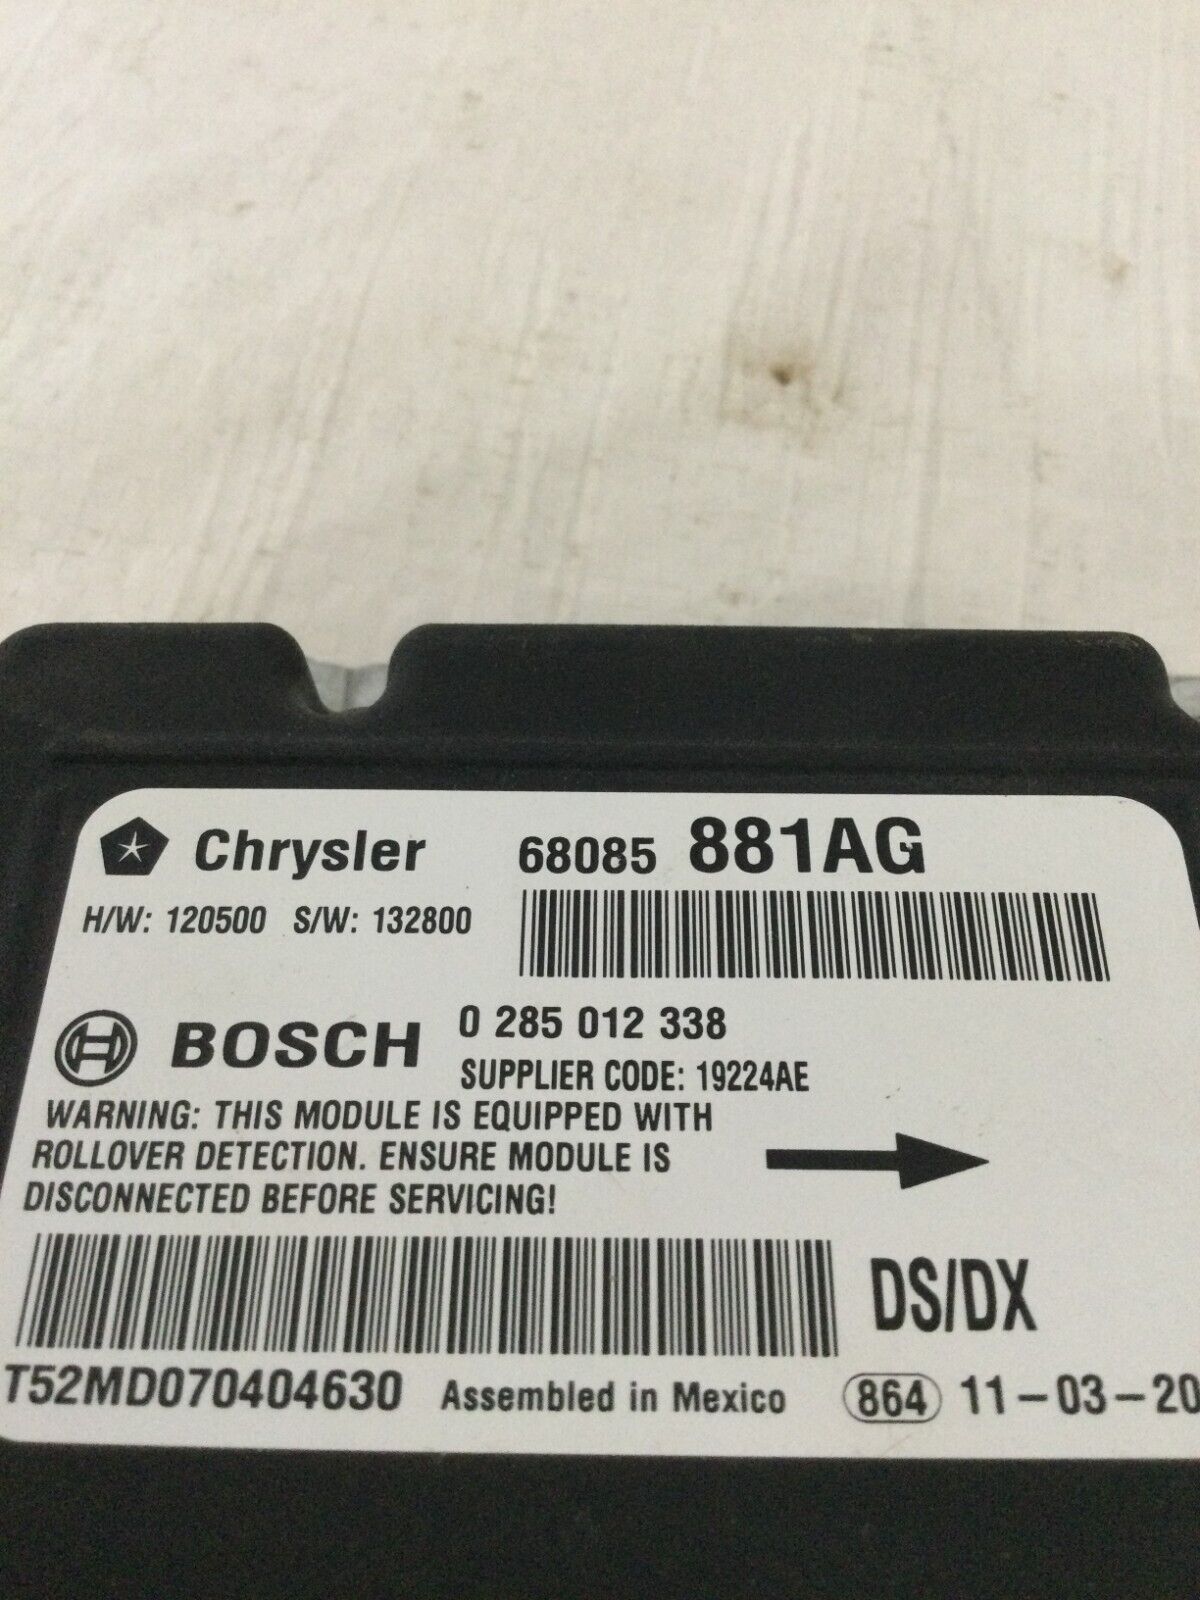 Chrysler 68085 881AG
H/W: 120500 S/W: 132800
BOSCH 0 285 012 338
SUPPLIER CODE: 19224AE
WARNING: THIS MODULE IS EQUIPPED WITH
ROLLOVER DETECTION. ENSURE MODULE IS
DISCONNECTED BEFORE SERVICING!
DS/DX
T52MD070404630 Assembled in Mexico 864 11-03-20